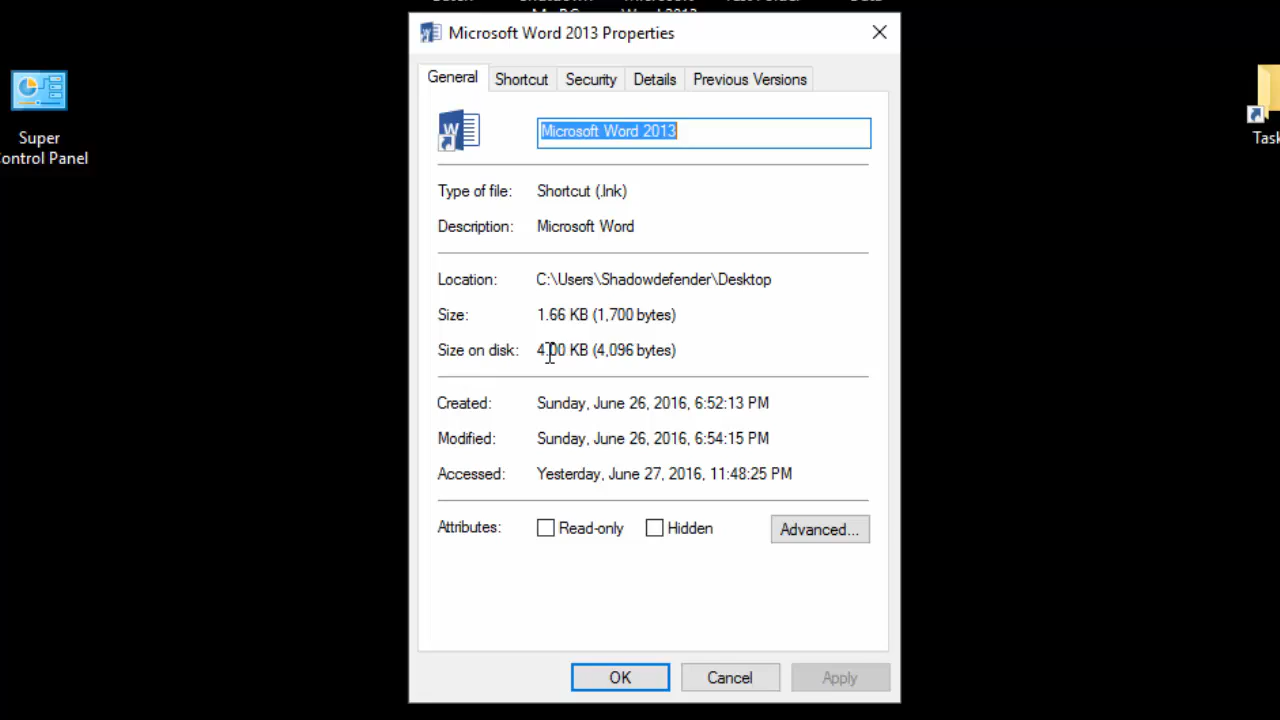 Microsoft Word 2013 Properties
General Shortcut Security Details Previous Versions
Microsoft Word 2013
Type of file: Shortcut (.lnk)
Description: Microsoft Word
Location: C:\Users\Shadowdefender\Desktop
Size: 1.66 KB (1,700 bytes)
Size on disk: 4.00 KB (4,096 bytes)
Created: Sunday, June 26, 2016, 6:52:13 PM
Modified: Sunday, June 26, 2016, 6:54:15 PM
Accessed: Yesterday, June 27, 2016, 11:48:25 PM
Attributes: Read-only Hidden Advanced...
OK Cancel Apply
Super
ontrol Panel
Task